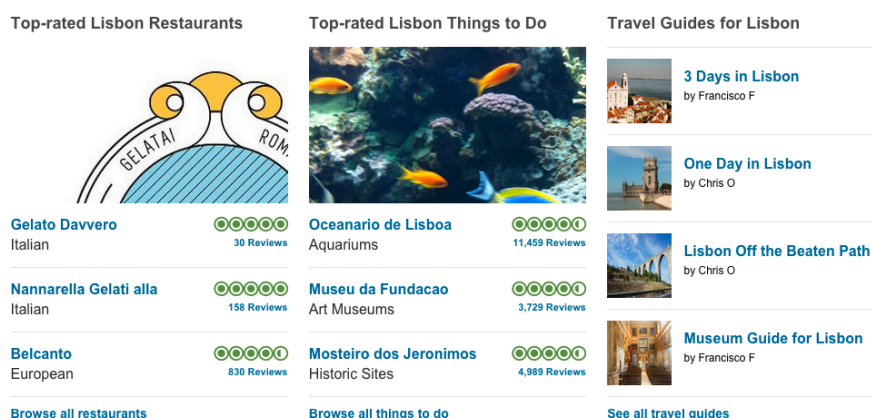 Top-rated Lisbon Restaurants
GELATAI
Gelato Davvero
30 Reviews
Italian
Nannarella Gelati alla
158 Reviews
Italian
Belcanto
830 Reviews
European
Browse all restaurants
Top-rated Lisbon Things to Do
Oceanario de Lisboa
11,459 Reviews
Aquariums
Museu da Fundacao
3,729 Reviews
Art Museums
Mosteiro dos Jeronimos
4,989 Reviews
Historic Sites
Browse all things to do
Travel Guides for Lisbon
3 Days in Lisbon
by Francisco F
One Day in Lisbon
by Chris O
Lisbon Off the Beaten Path
by Chris O
Museum Guide for Lisbon
by Francisco F
See all travel guides